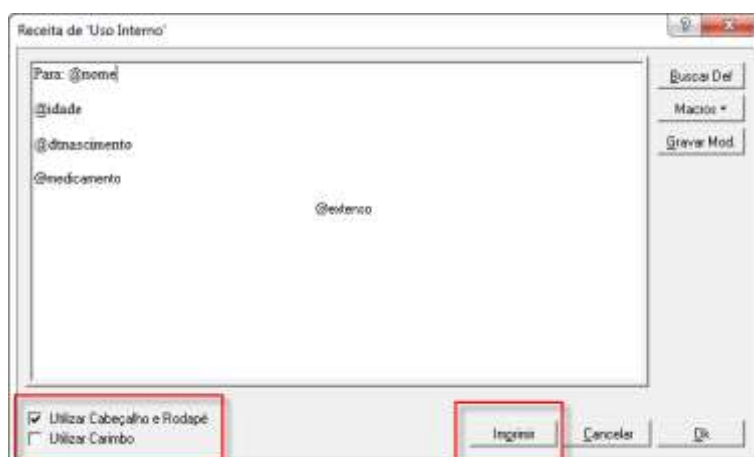 Receita de 'Uso Interno'
Para: @nome
@idade
@dtnascimento
@medicamento
@extenso
Buscar Def
Macros
Gravar Mod.
Utilizar Cabeçalho e Rodapé
Utilizar Carimbo
Imprimir
Cancelar
Ok